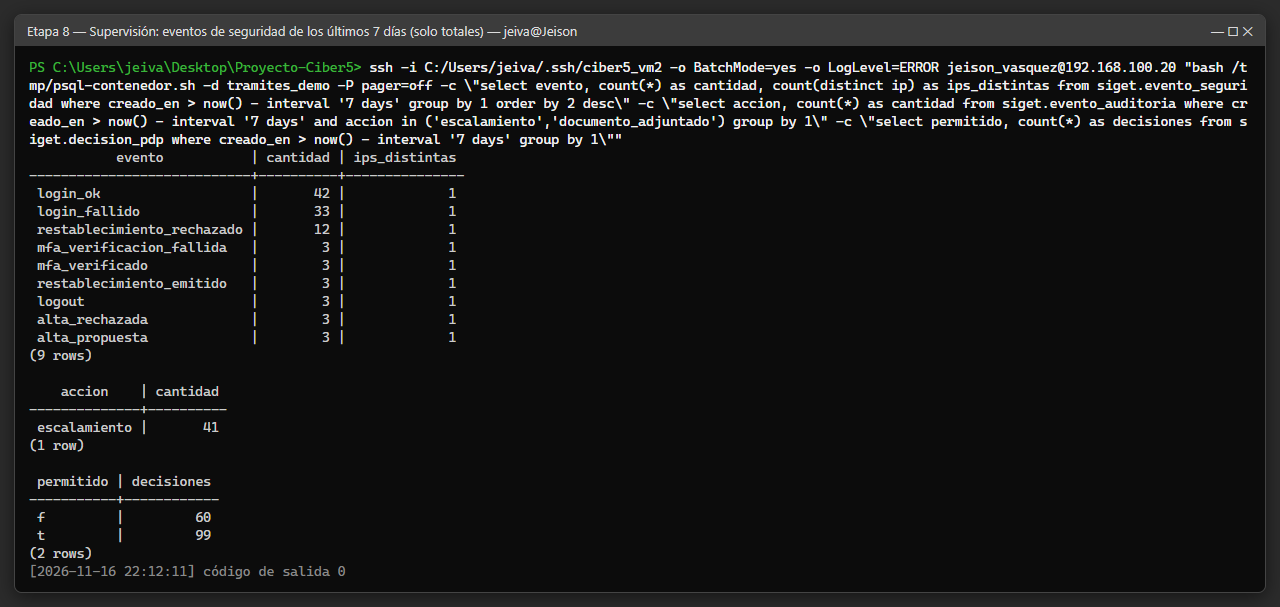 Etapa 8 — Supervisión: eventos de seguridad de los últimos 7 días (solo totales) — jeiva@Jeison
PS C:\Users\jeiva\Desktop\Proyecto-Ciber5> ssh -i C:/Users/jeiva/.ssh/ciber5_vm2 -o BatchMode=yes -o LogLevel=ERROR jeison_vasquez@192.168.100.20 "bash /t
mp/psql-contenedor.sh -d tramites_demo -P pager=off -c \"select evento, count(*) as cantidad, count(distinct ip) as ips_distintas from siget.evento_seguri
dad where creado_en > now() - interval '7 days' group by 1 order by 2 desc\" -c \"select accion, count(*) as cantidad from siget.evento_auditoria where cr
eado_en > now() - interval '7 days' and accion in ('escalamiento','documento_adjuntado') group by 1\" -c \"select permitido, count(*) as decisiones from s
iget.decision_pdp where creado_en > now() - interval '7 days' group by 1\""
evento | cantidad | ips_distintas
----------------------------+----------+---------------
login_ok | 42 | 1
login_fallido | 33 | 1
restablecimiento_rechazado | 12 | 1
mfa_verificacion_fallida | 3 | 1
mfa_verificado | 3 | 1
restablecimiento_emitido | 3 | 1
logout | 3 | 1
alta_rechazada | 3 | 1
alta_propuesta | 3 | 1
(9 rows)
accion | cantidad
--------------+----------
escalamiento | 41
(1 row)
permitido | decisiones
-----------+------------
f | 60
t | 99
(2 rows)
[2026-11-16 22:12:11] código de salida 0